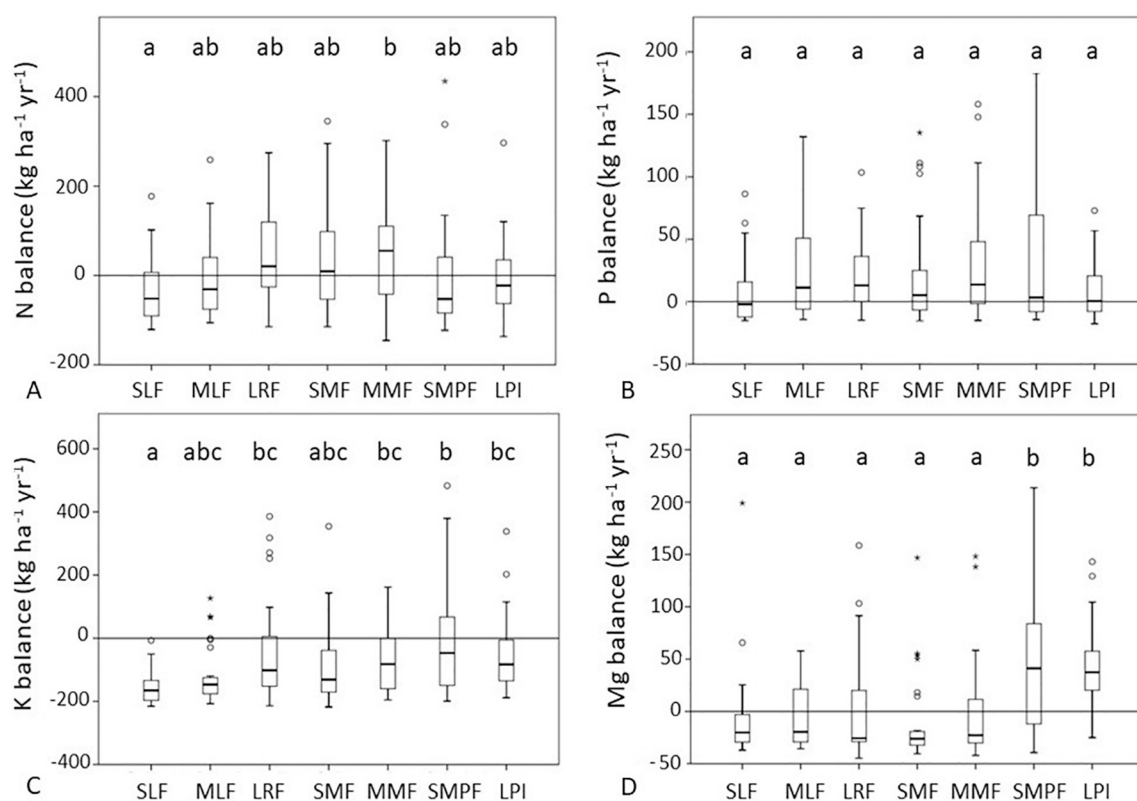 a ab ab ab b ab ab
N balance (kg ha⁻¹ yr⁻¹)
400
200
0
-200
SLF MLF LRF SMF MMF SMPF LPI
A
a a a a a a a
P balance (kg ha⁻¹ yr⁻¹)
200
150
100
50
0
-50
SLF MLF LRF SMF MMF SMPF LPI
B
a abc bc abc bc b bc
K balance (kg ha⁻¹ yr⁻¹)
600
400
200
0
-200
-400
SLF MLF LRF SMF MMF SMPF LPI
C
a a a a a b b
Mg balance (kg ha⁻¹ yr⁻¹)
250
200
150
100
50
0
-50
SLF MLF LRF SMF MMF SMPF LPI
D